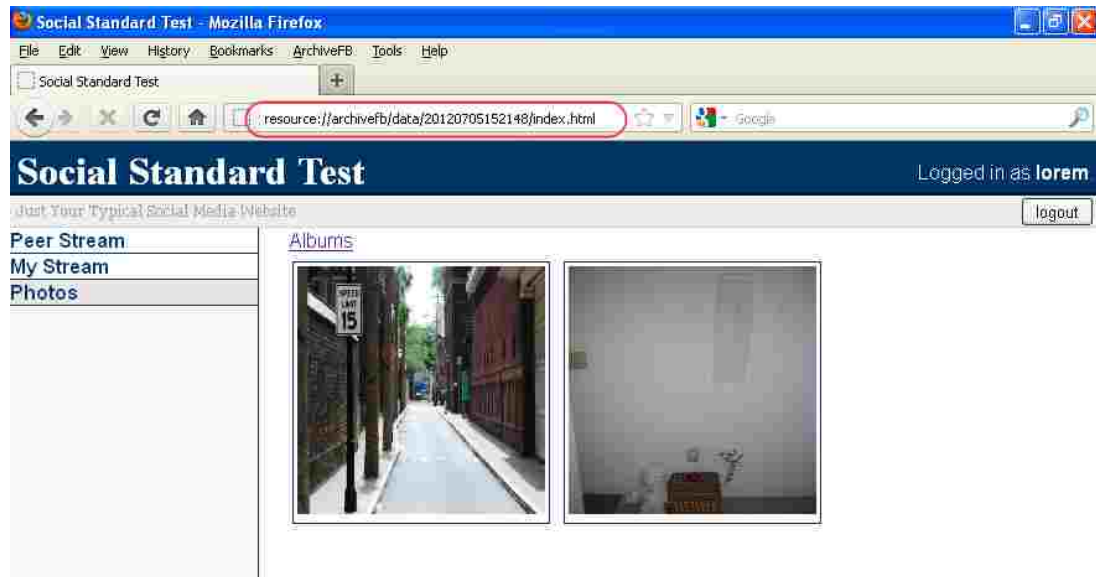 Social Standard Test - Mozilla Firefox
File Edit View History Bookmarks ArchiveFB Tools Help
Social Standard Test
resource://archivefb/data/20120705152148/index.html Google
Social Standard Test
Logged in as lorem
Just Your Typical Social Media Website
logout
Peer Stream
My Stream
Photos
Albums
SPEED
LIMIT
15